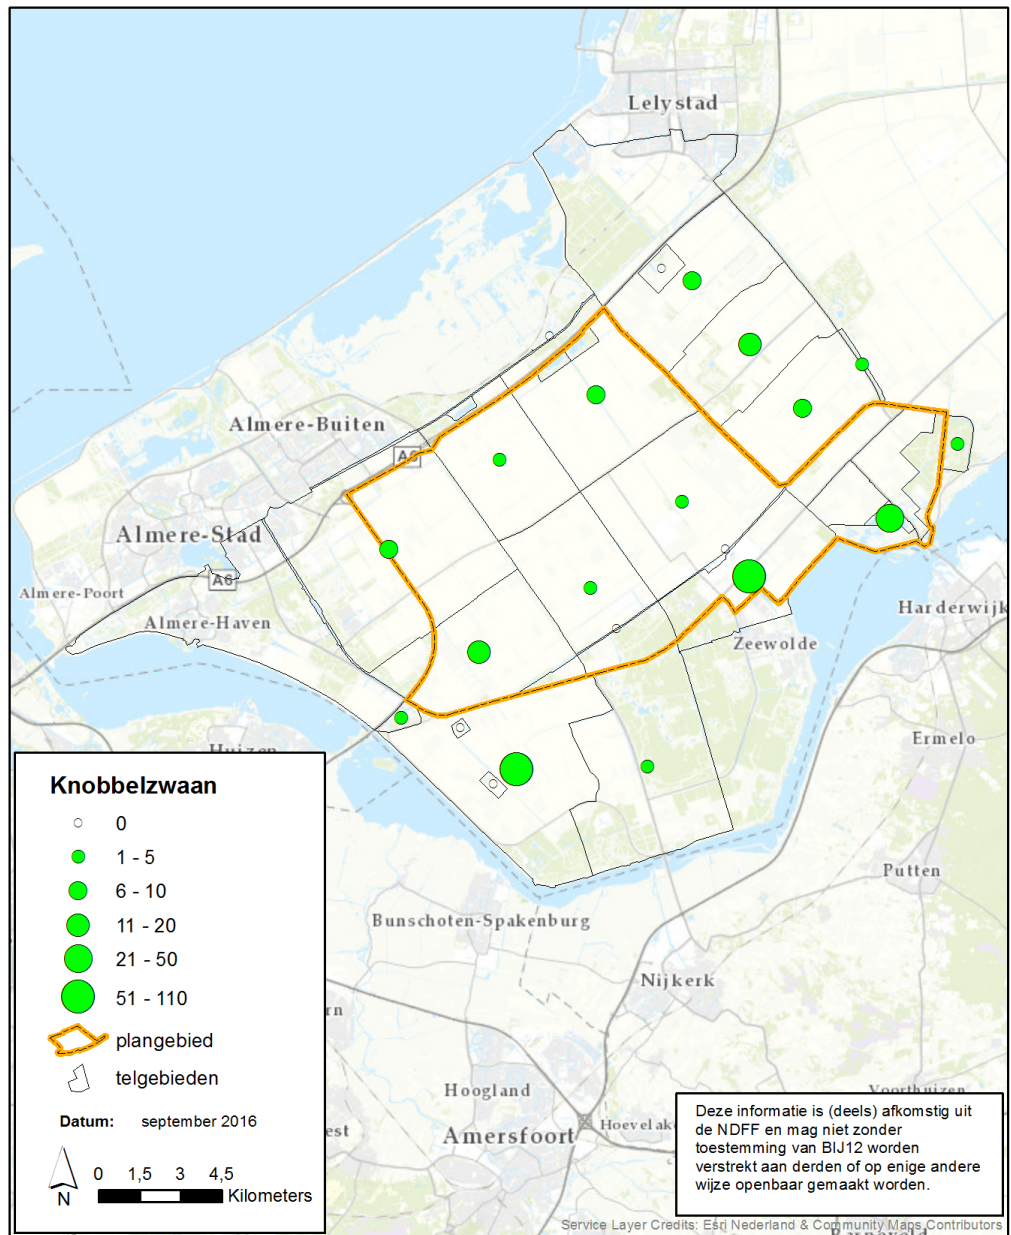 Lelystad
Almere-Buiten
A6
Almere-Stad
A6
Almere-Poort
Almere-Haven
Harderwijk
Zeewolde
Huizen
Ermelo
Putten
Bunschoten-Spakenburg
Nijkerk
Hoogland
Voorthuizen
Amersfoort
Hoevelak
Barneveld
Knobbelzwaan
0
1 - 5
6 - 10
11 - 20
21 - 50
51 - 110
plangebied
telgebieden
Datum: september 2016
N
0 1,5 3 4,5
Kilometers
Deze informatie is (deels) afkomstig uit
de NDFF en mag niet zonder
toestemming van BIJ12 worden
verstrekt aan derden of op enige andere
wijze openbaar gemaakt worden.
Service Layer Credits: Esri Nederland & Community Maps Contributors